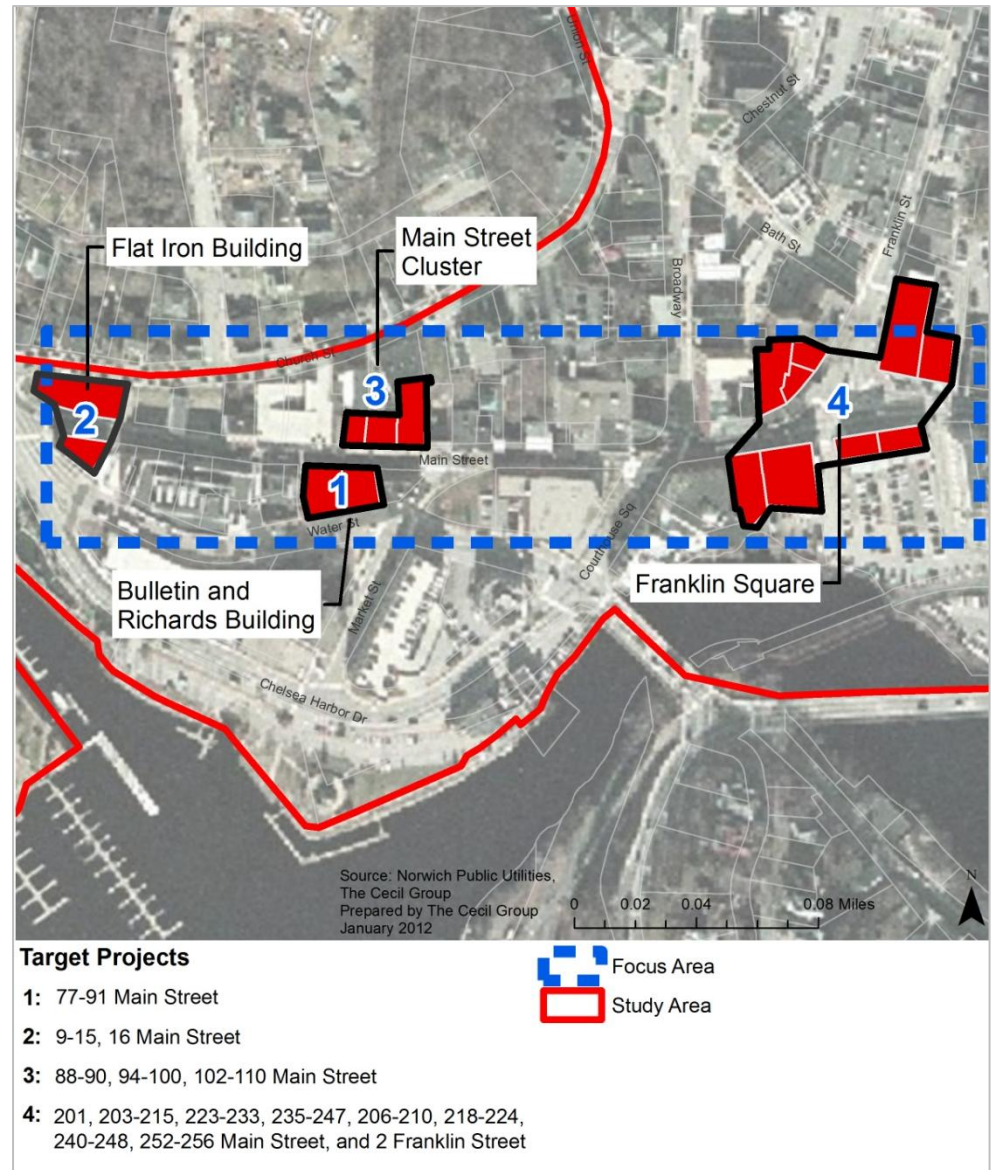 Union St
Chestnut St
Franklin St
Bath St
Broadway
Flat Iron Building
Main Street
Cluster
Church St
3
2
4
Main Street
1
Water St
Courthouse Sq
Bulletin and
Richards Building
Franklin Square
Market St
Chelsea Harbor Dr
Source: Norwich Public Utilities,
The Cecil Group
Prepared by The Cecil Group
January 2012
0 0.02 0.04 0.08 Miles
N
Target Projects
1: 77-91 Main Street
2: 9-15, 16 Main Street
3: 88-90, 94-100, 102-110 Main Street
4: 201, 203-215, 223-233, 235-247, 206-210, 218-224,
240-248, 252-256 Main Street, and 2 Franklin Street
Focus Area
Study Area